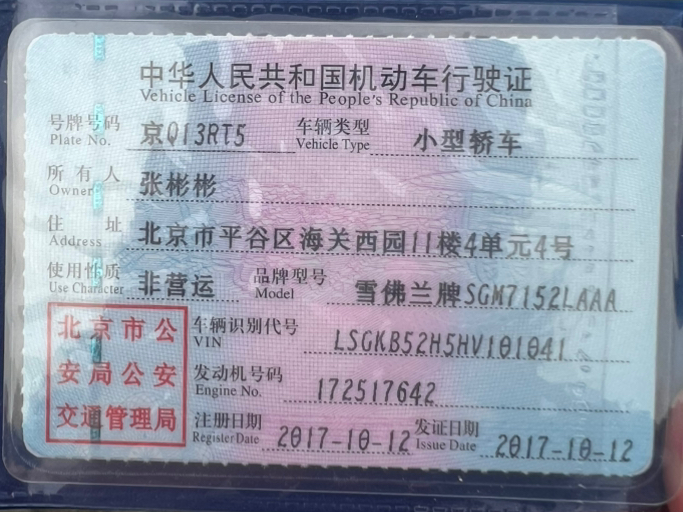 中华人民共和国机动车行驶证
Vehicle License of the People's Republic of China
号牌号码 京Q13RT5 车辆类型 小型轿车
Plate No. Vehicle Type
所有人 张彬彬
Owner
住址 北京市平谷区海关西园11楼4单元4号
Address
使用性质 非营运 品牌型号 雪佛兰牌SGM7152LAAA
Use Character Model
北京市公安局公安交通管理局
车辆识别代号 LSGKB52H5HV101041
VIN
发动机号码 172517642
Engine No.
注册日期 2017-10-12 发证日期 2017-10-12
Register Date Issue Date